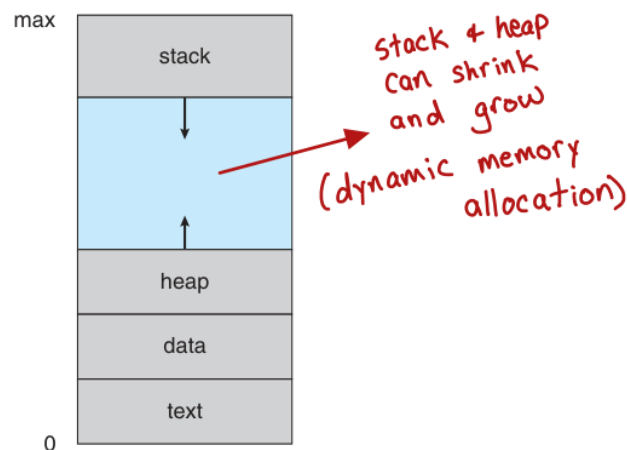 max
stack
stack & heap
can shrink
and grow
(dynamic memory
allocation)
heap
data
text
0